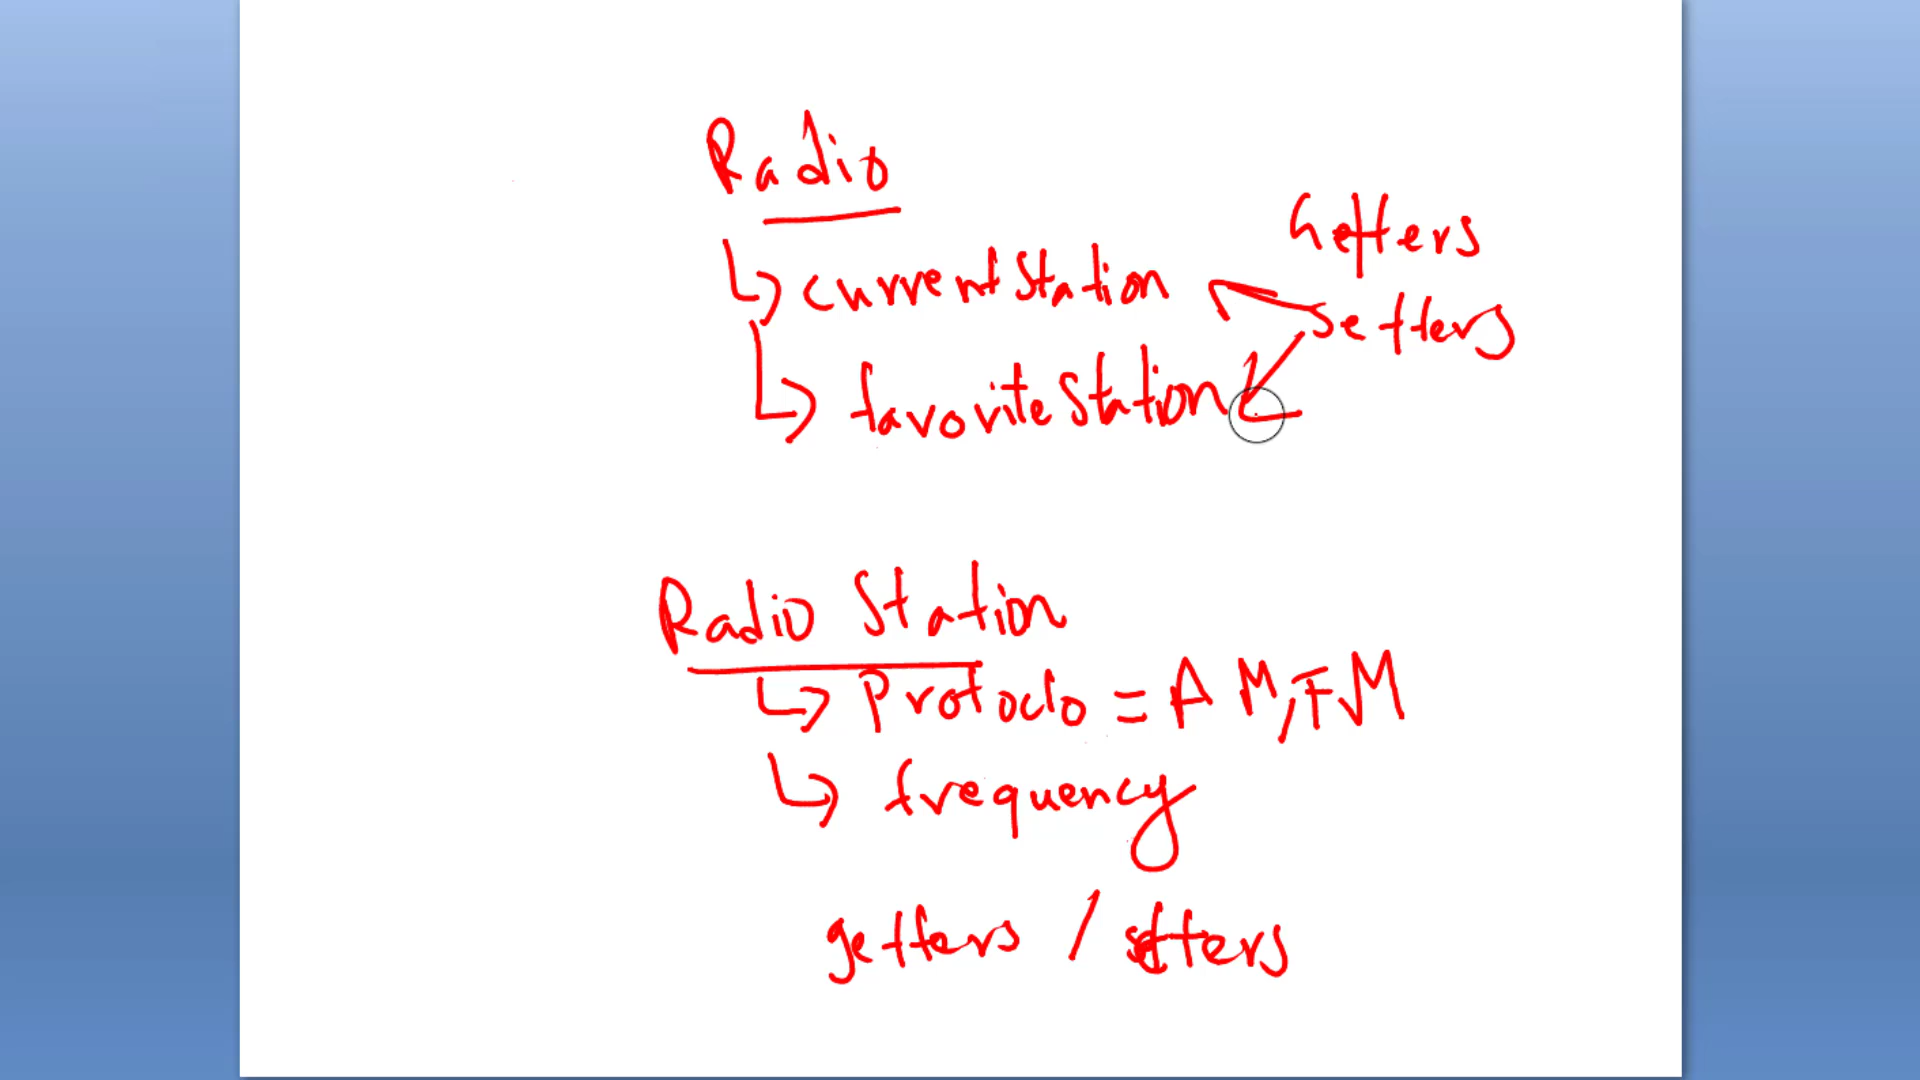 Radio
Getters
currentStation
setters
favoriteStation
Radio Station
Protoclo = AM, FM
frequency
getters / setters